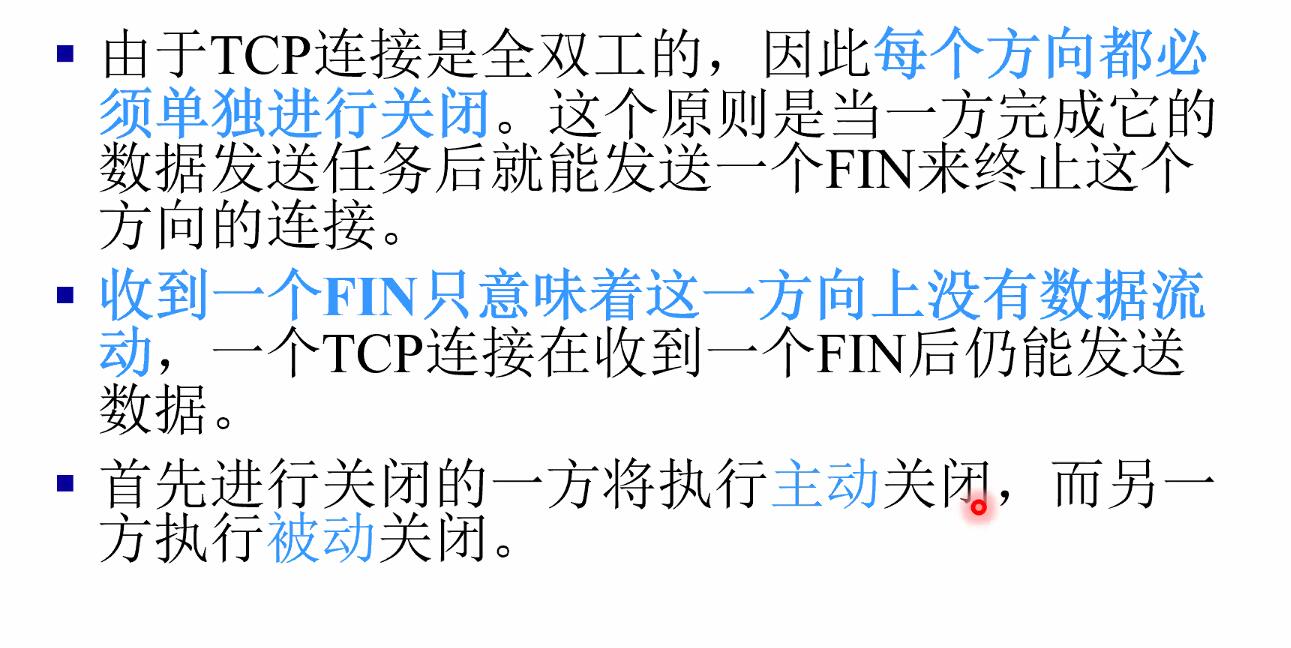 由于TCP连接是全双工的，因此每个方向都必
须单独进行关闭。这个原则是当一方完成它的
数据发送任务后就能发送一个FIN来终止这个
方向的连接。
收到一个FIN只意味着这一方向上没有数据流
动，一个TCP连接在收到一个FIN后仍能发送
数据。
首先进行关闭的一方将执行主动关闭，而另一
方执行被动关闭。